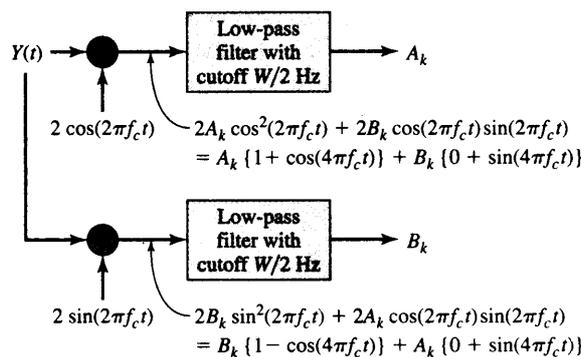 Low-pass
filter with
cutoff W/2 Hz
Y(t)
A_k
2 cos(2πf_c t)
2A_k cos²(2πf_c t) + 2B_k cos(2πf_c t) sin(2πf_c t)
= A_k {1 + cos(4πf_c t)} + B_k {0 + sin(4πf_c t)}
Low-pass
filter with
cutoff W/2 Hz
B_k
2 sin(2πf_c t)
2B_k sin²(2πf_c t) + 2A_k cos(2πf_c t) sin(2πf_c t)
= B_k {1 − cos(4πf_c t)} + A_k {0 + sin(4πf_c t)}